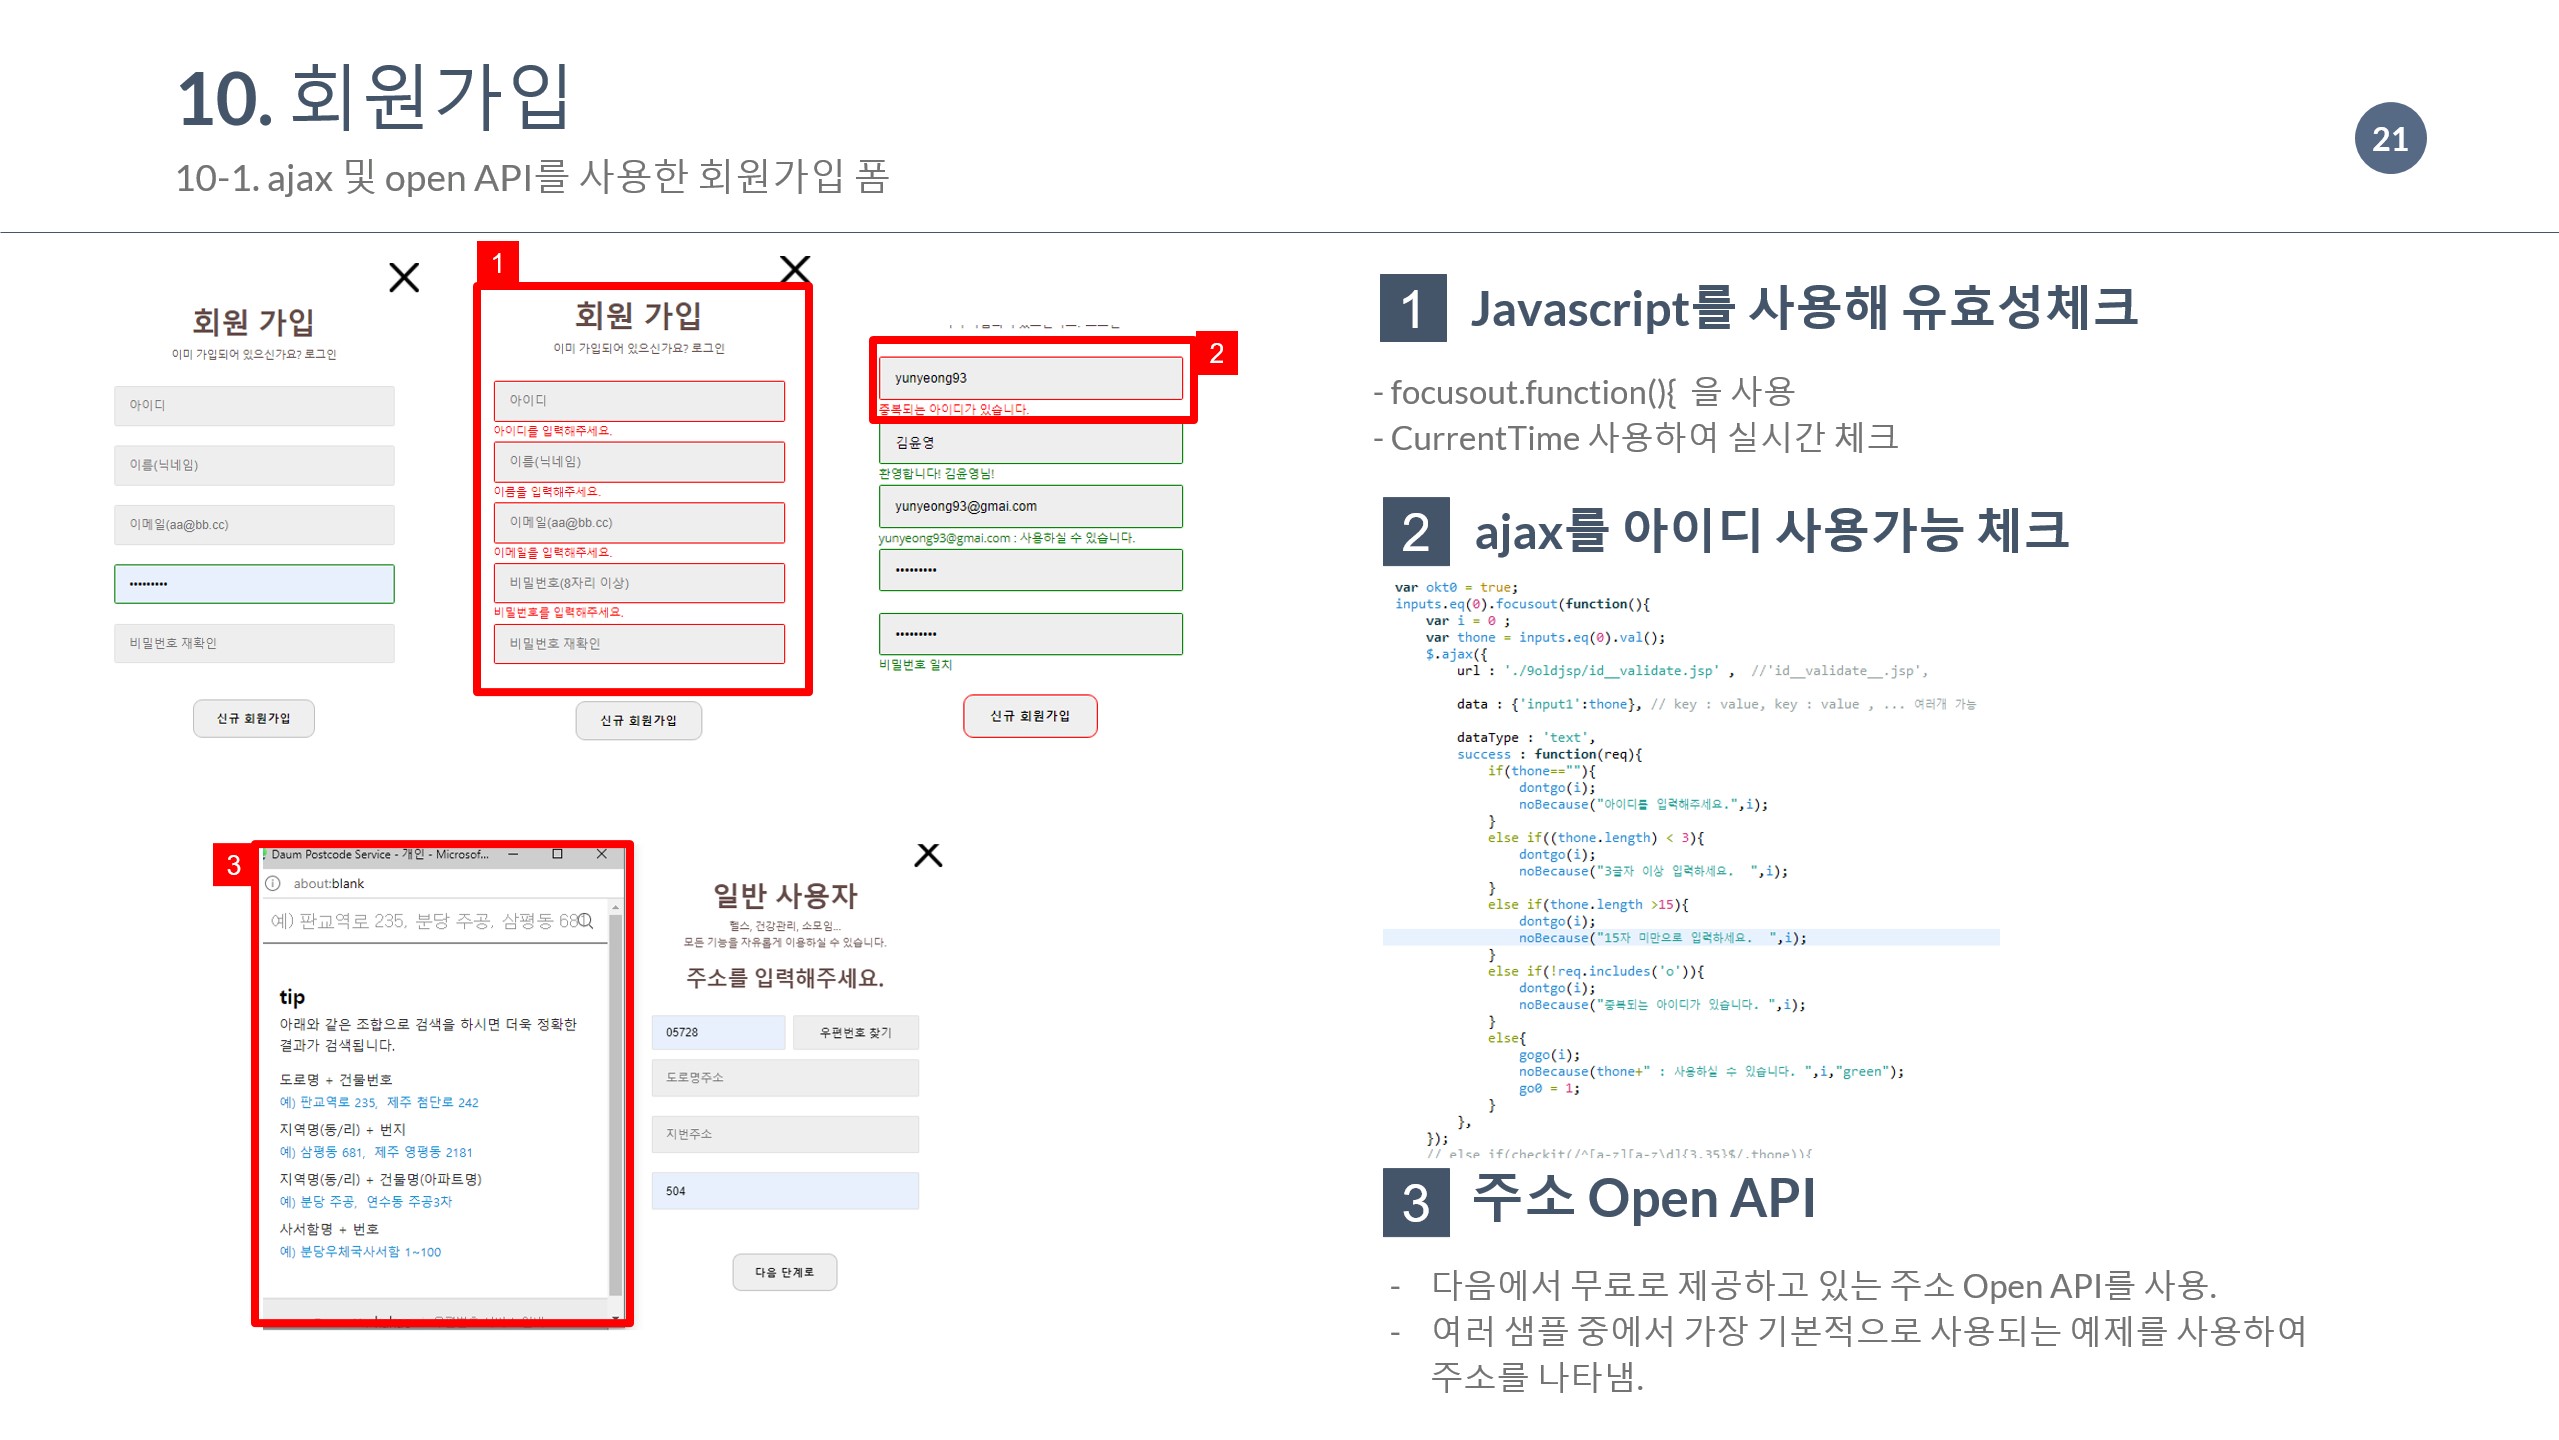 10. 회원가입
10-1. ajax 및 open API를 사용한 회원가입 폼
21
회원 가입
이미 가입되어 있으신가요? 로그인
아이디
이름(닉네임)
이메일(aa@bb.cc)
•••••••••
비밀번호 재확인
신규 회원가입
1
회원 가입
이미 가입되어 있으신가요? 로그인
아이디
아이디를 입력해주세요.
이름(닉네임)
이름을 입력해주세요.
이메일(aa@bb.cc)
이메일을 입력해주세요.
비밀번호(8자리 이상)
비밀번호를 입력해주세요.
비밀번호 재확인
신규 회원가입
2
yunyeong93
중복되는 아이디가 있습니다.
김윤영
환영합니다! 김윤영님!
yunyeong93@gmai.com
yunyeong93@gmai.com : 사용하실 수 있습니다.
•••••••••
•••••••••
비밀번호 일치
신규 회원가입
3
Daum Postcode Service - 개인 - Microsof...
about:blank
예) 판교역로 235, 분당 주공, 삼평동 681
tip
아래와 같은 조합으로 검색을 하시면 더욱 정확한
결과가 검색됩니다.
도로명 + 건물번호
예) 판교역로 235, 제주 첨단로 242
지역명(동/리) + 번지
예) 삼평동 681, 제주 영평동 2181
지역명(동/리) + 건물명(아파트명)
예) 분당 주공, 연수동 주공3차
사서함명 + 번호
예) 분당우체국사서함 1~100
일반 사용자
헬스, 건강관리, 소모임...
모든 기능을 자유롭게 이용하실 수 있습니다.
주소를 입력해주세요.
05728
우편번호 찾기
도로명주소
지번주소
504
다음 단계로
1 Javascript를 사용해 유효성체크
- focusout.function(){ 을 사용
- CurrentTime 사용하여 실시간 체크
2 ajax를 아이디 사용가능 체크
var okt0 = true;
inputs.eq(0).focusout(function(){
var i = 0 ;
var thone = inputs.eq(0).val();
$.ajax({
url : './9oldjsp/id__validate.jsp' , //'id__validate__.jsp',
data : {'input1':thone}, // key : value, key : value , ... 여러개 가능
dataType : 'text',
success : function(req){
if(thone==""){
dontgo(i);
noBecause("아이디를 입력해주세요.",i);
}
else if((thone.length) < 3){
dontgo(i);
noBecause("3글자 이상 입력하세요.  ",i);
}
else if(thone.length >15){
dontgo(i);
noBecause("15자 미만으로 입력하세요.  ",i);
}
else if(!req.includes('o')){
dontgo(i);
noBecause("중복되는 아이디가 있습니다. ",i);
}
else{
gogo(i);
noBecause(thone+" : 사용하실 수 있습니다. ",i,"green");
go0 = 1;
}
},
});
// else if(checkit(/^[a-z][a-z\d]{3,35}$/,thone)){
3 주소 Open API
- 다음에서 무료로 제공하고 있는 주소 Open API를 사용.
- 여러 샘플 중에서 가장 기본적으로 사용되는 예제를 사용하여
주소를 나타냄.